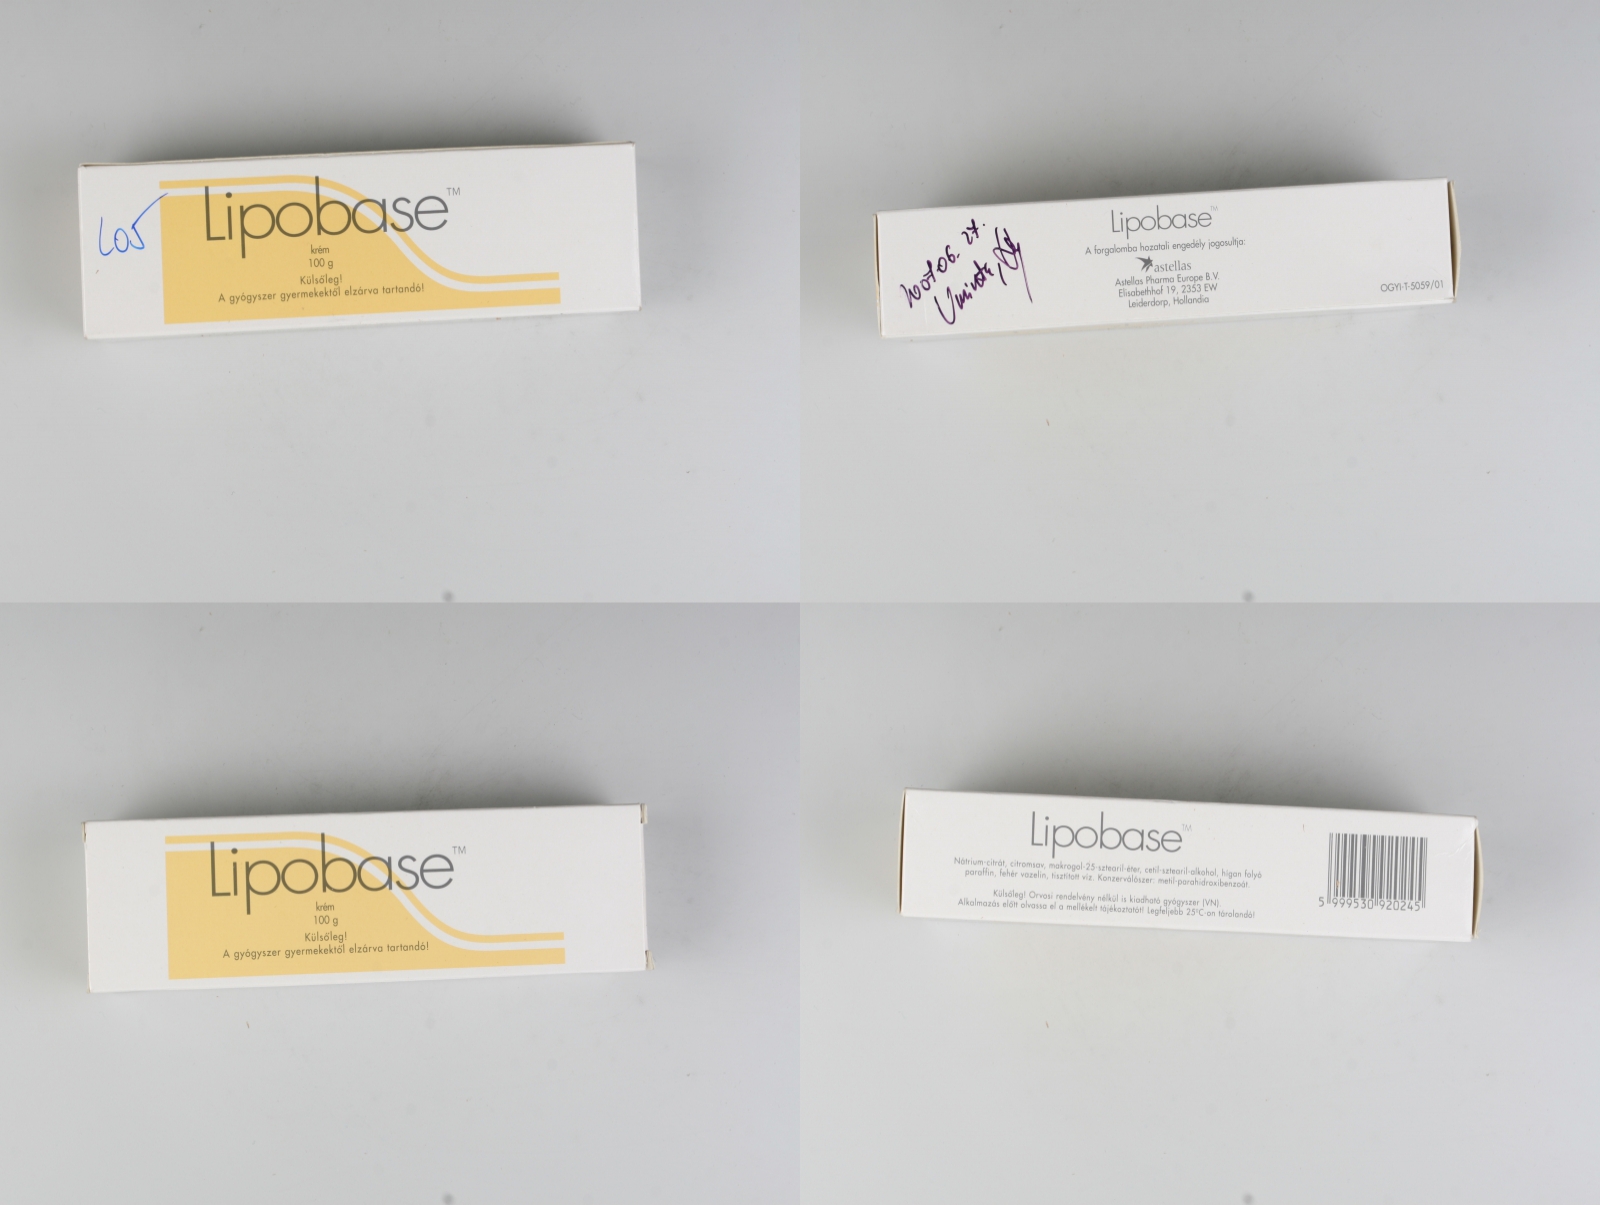 Lipobase™
krém
100 g
Külsőleg!
A gyógyszer gyermekektől elzárva tartandó!
L05
Lipobase™
A forgalomba hozatali engedély jogosultja:
astellas
Astellas Pharma Europe B.V.
Elisabethhof 19, 2353 EW
Leiderdorp, Hollandia
OGYI-T-5059/01
2007.06.27.
Lipobase™
krém
100 g
Külsőleg!
A gyógyszer gyermekektől elzárva tartandó!
Lipobase™
Nátrium-citrát, citromsav, makrogol-25-sztearil-éter, cetil-sztearil-alkohol, hígan folyó
paraffin, fehér vazelin, tisztított víz. Konzerválószer: metil-parahidroxibenzoát.
Külsőleg! Orvosi rendelvény nélkül is kiadható gyógyszer (VN).
Alkalmazás előtt olvassa el a mellékelt tájékoztatót! Legfeljebb 25°C-on tárolandó!
5 999530 920245